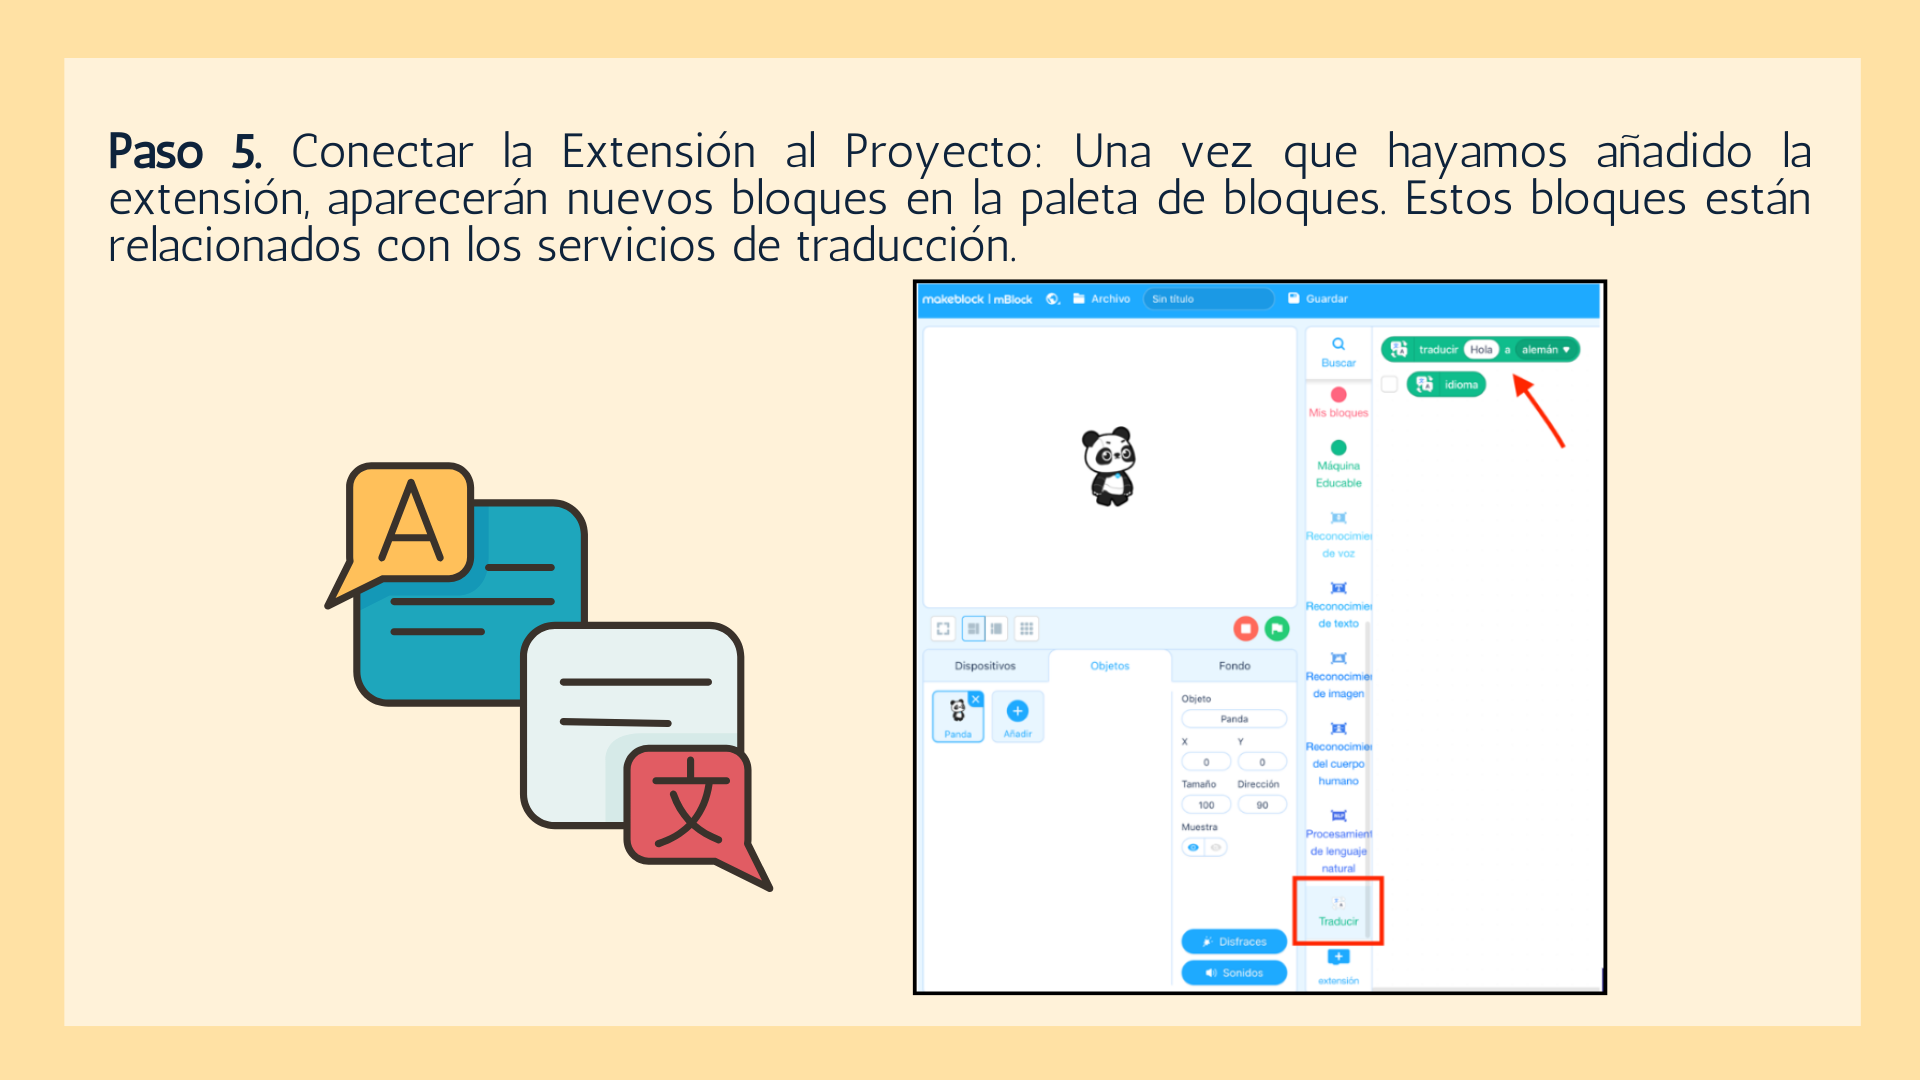 Paso 5. Conectar la Extensión al Proyecto: Una vez que hayamos añadido la
extensión, aparecerán nuevos bloques en la paleta de bloques. Estos bloques están
relacionados con los servicios de traducción.
A
文
makeblock | mBlock Archivo Sin título Guardar
Dispositivos Objetos Fondo
Panda Añadir
Objeto
Panda
X Y
0 0
Tamaño Dirección
100 90
Muestra
Disfraces
Sonidos
Buscar
Mis bloques
Máquina
Educable
Reconocimie
de voz
Reconocimie
de texto
Reconocimie
de imagen
Reconocimie
del cuerpo
humano
Procesamient
de lenguaje
natural
Traducir
extensión
traducir Hola a alemán
idioma